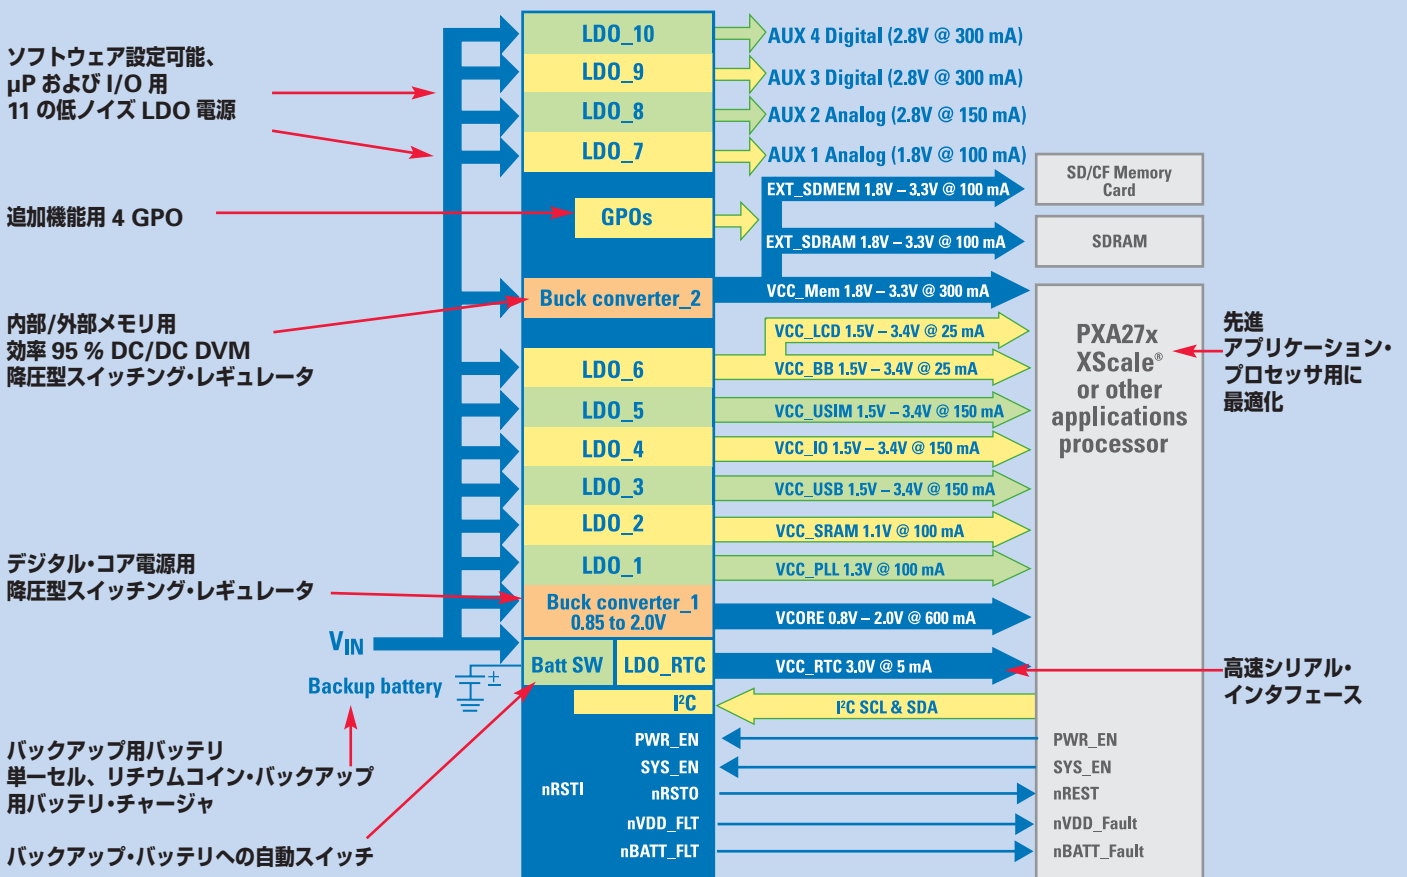 ソフトウェア設定可能、
μP および I/O 用
11 の低ノイズ LDO 電源
追加機能用 4 GPO
内部/外部メモリ用
効率 95 % DC/DC DVM
降圧型スイッチング・レギュレータ
デジタル・コア電源用
降圧型スイッチング・レギュレータ
VIN
Backup battery
バックアップ用バッテリ
単一セル、リチウムコイン・バックアップ
用バッテリ・チャージャ
バックアップ・バッテリへの自動スイッチ
LDO_10
LDO_9
LDO_8
LDO_7
GPOs
Buck converter_2
LDO_6
LDO_5
LDO_4
LDO_3
LDO_2
LDO_1
Buck converter_1
0.85 to 2.0V
Batt SW
LDO_RTC
I²C
PWR_EN
SYS_EN
nRSTI
nRSTO
nVDD_FLT
nBATT_FLT
AUX 4 Digital (2.8V @ 300 mA)
AUX 3 Digital (2.8V @ 300 mA)
AUX 2 Analog (2.8V @ 150 mA)
AUX 1 Analog (1.8V @ 100 mA)
EXT_SDMEM 1.8V – 3.3V @ 100 mA
EXT_SDRAM 1.8V – 3.3V @ 100 mA
VCC_Mem 1.8V – 3.3V @ 300 mA
VCC_LCD 1.5V – 3.4V @ 25 mA
VCC_BB 1.5V – 3.4V @ 25 mA
VCC_USIM 1.5V – 3.4V @ 150 mA
VCC_IO 1.5V – 3.4V @ 150 mA
VCC_USB 1.5V – 3.4V @ 150 mA
VCC_SRAM 1.1V @ 100 mA
VCC_PLL 1.3V @ 100 mA
VCORE 0.8V – 2.0V @ 600 mA
VCC_RTC 3.0V @ 5 mA
I²C SCL & SDA
SD/CF Memory
Card
SDRAM
PXA27x
XScale®
or other
applications
processor
PWR_EN
SYS_EN
nREST
nVDD_Fault
nBATT_Fault
先進
アプリケーション・
プロセッサ用に
最適化
高速シリアル・
インタフェース